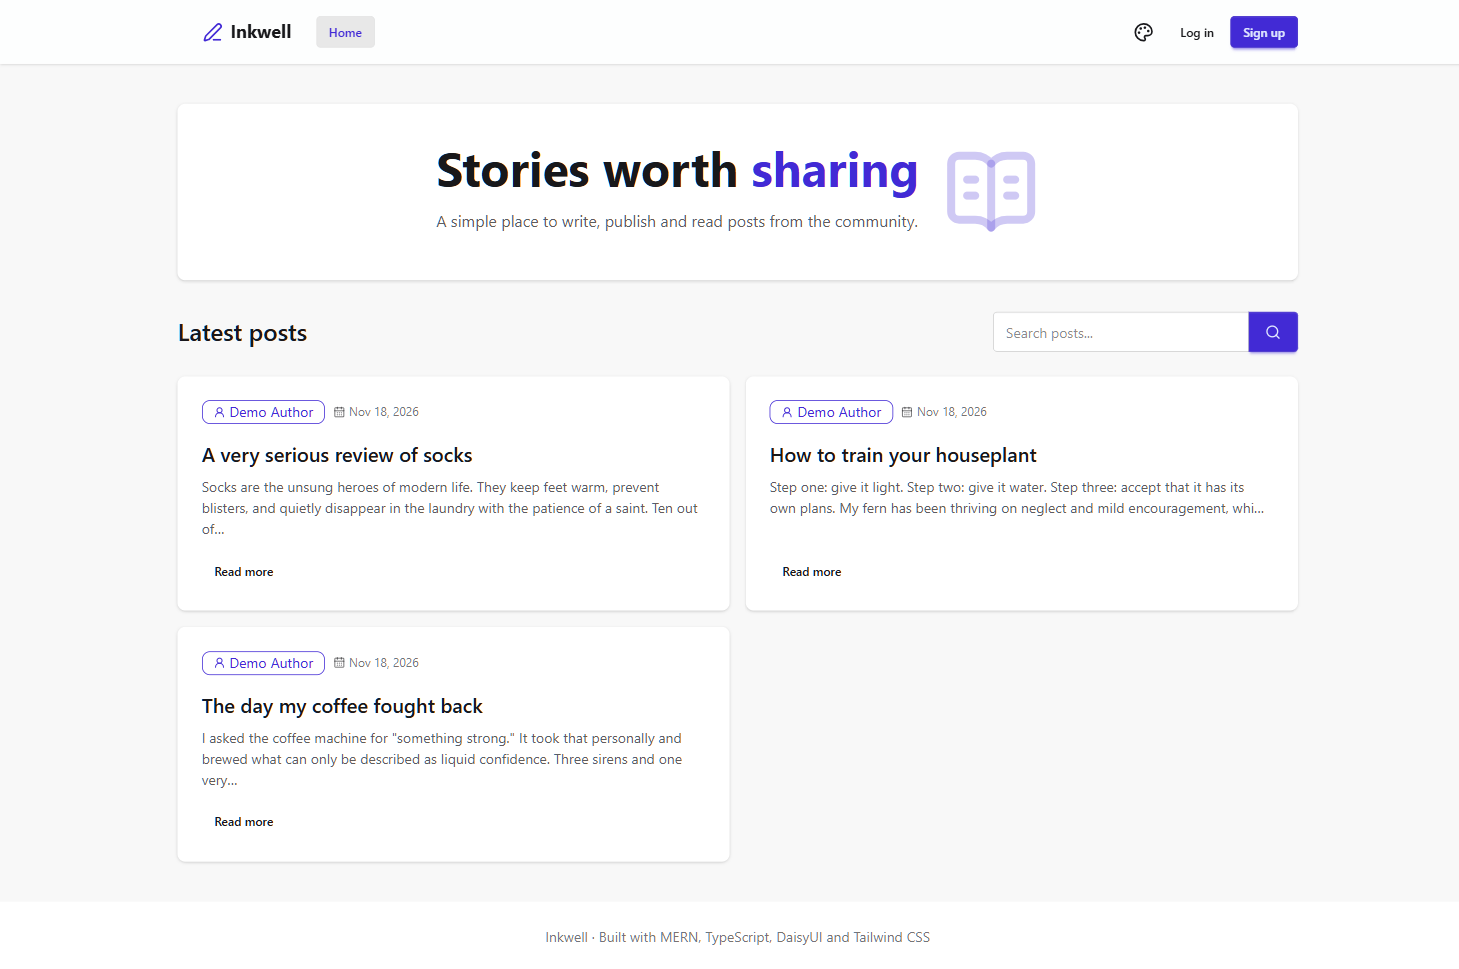 Inkwell
Home
Log in
Sign up
Stories worth sharing
A simple place to write, publish and read posts from the community.
Latest posts
Search posts...
Demo Author Nov 18, 2026
A very serious review of socks
Socks are the unsung heroes of modern life. They keep feet warm, prevent
blisters, and quietly disappear in the laundry with the patience of a saint. Ten out
of...
Read more
Demo Author Nov 18, 2026
How to train your houseplant
Step one: give it light. Step two: give it water. Step three: accept that it has its
own plans. My fern has been thriving on neglect and mild encouragement, whi...
Read more
Demo Author Nov 18, 2026
The day my coffee fought back
I asked the coffee machine for "something strong." It took that personally and
brewed what can only be described as liquid confidence. Three sirens and one
very...
Read more
Inkwell · Built with MERN, TypeScript, DaisyUI and Tailwind CSS